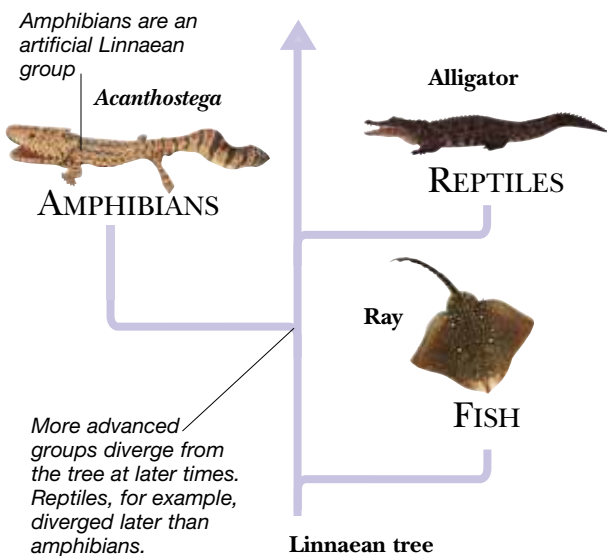 Amphibians are an
artificial Linnaean
group
Acanthostega
AMPHIBIANS
Alligator
REPTILES
Ray
FISH
More advanced
groups diverge from
the tree at later times.
Reptiles, for example,
diverged later than
amphibians.
Linnaean tree